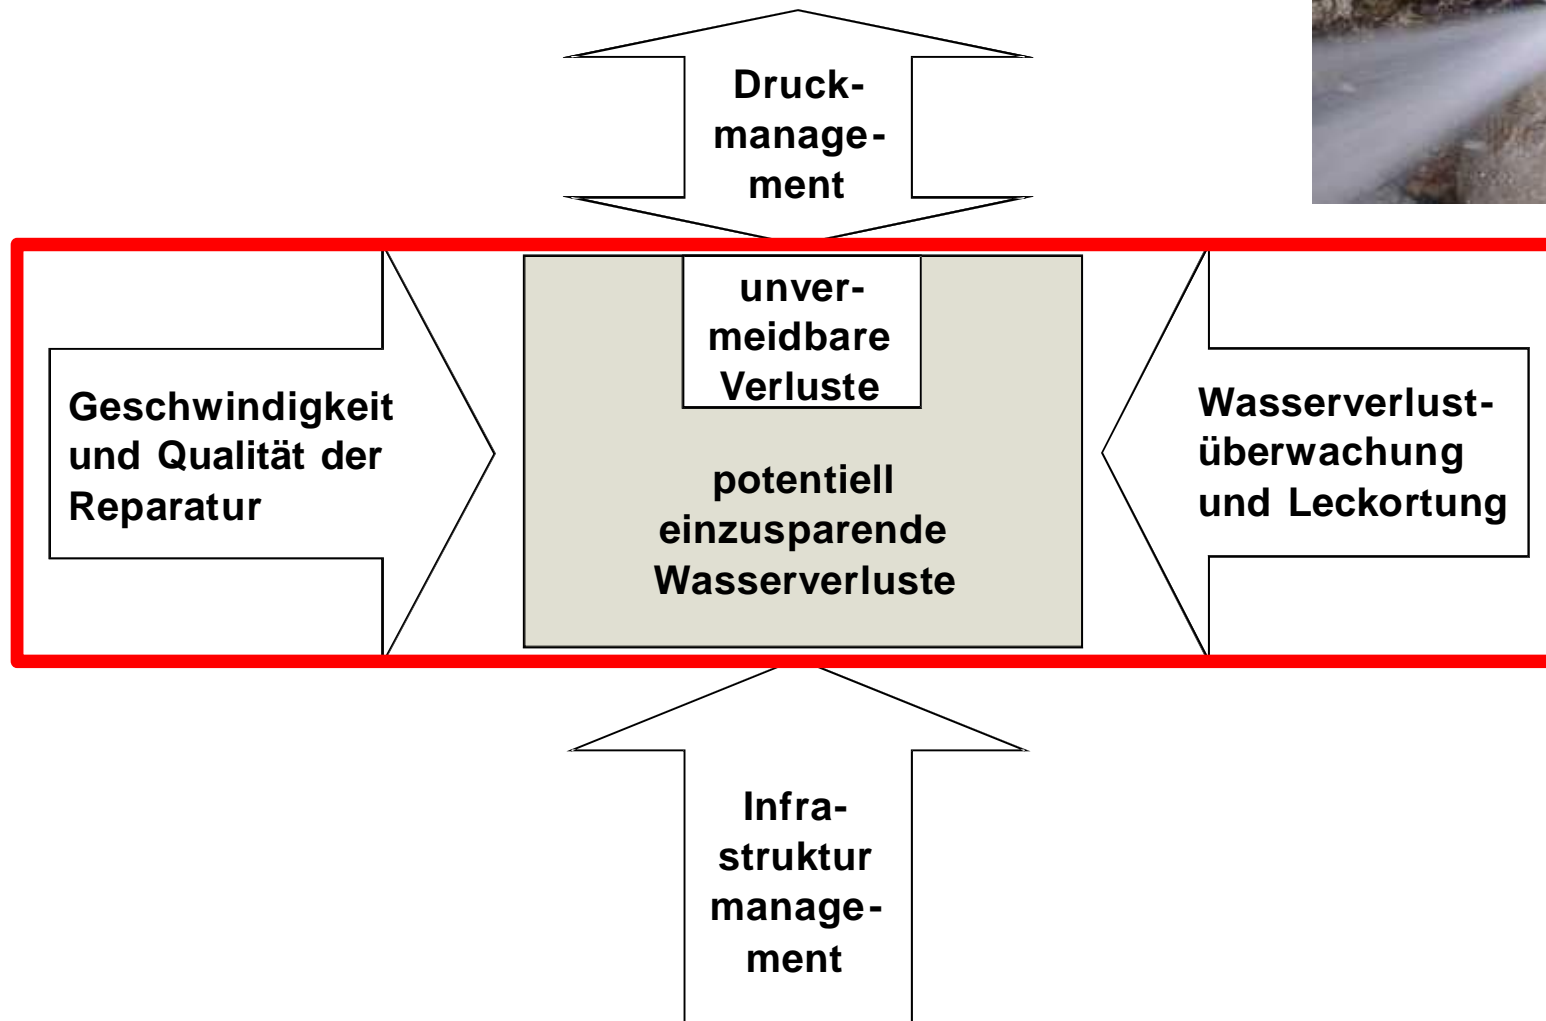 Druck-
manage-
ment
unver-
meidbare
Verluste
Geschwindigkeit
und Qualität der
Reparatur
potentiell
einzusparende
Wasserverluste
Wasserverlust-
überwachung
und Leckortung
Infra-
struktur
manage-
ment